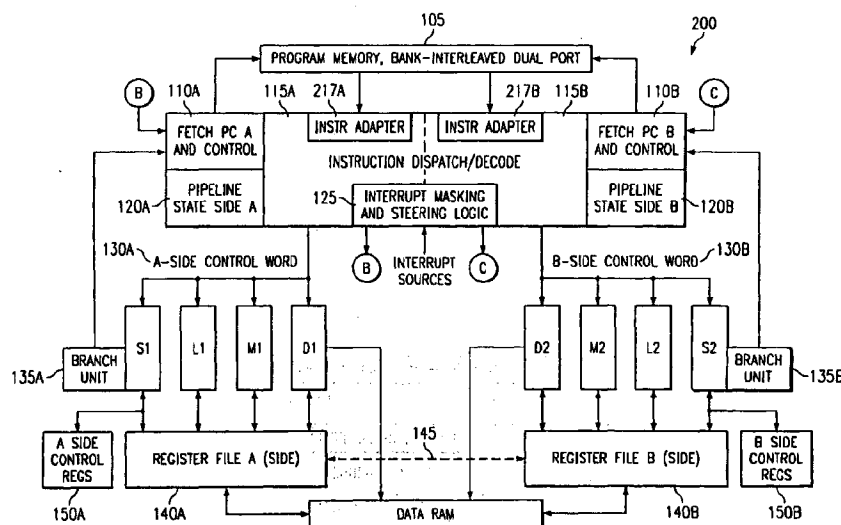 105
200
PROGRAM MEMORY, BANK-INTERLEAVED DUAL PORT
B
110A
115A
217A
217B
115B
110B
C
FETCH PC A
AND CONTROL
INSTR ADAPTER
INSTR ADAPTER
FETCH PC B
AND CONTROL
INSTRUCTION DISPATCH/DECODE
PIPELINE
STATE SIDE A
120A
125
INTERRUPT MASKING
AND STEERING LOGIC
PIPELINE
STATE SIDE B
120B
130A
A-SIDE CONTROL WORD
B
INTERRUPT
SOURCES
C
B-SIDE CONTROL WORD
130B
S1
L1
M1
D1
D2
M2
L2
S2
BRANCH
UNIT
135A
BRANCH
UNIT
135B
A SIDE
CONTROL
REGS
150A
REGISTER FILE A (SIDE)
140A
145
REGISTER FILE B (SIDE)
140B
B SIDE
CONTROL
REGS
150B
DATA RAM